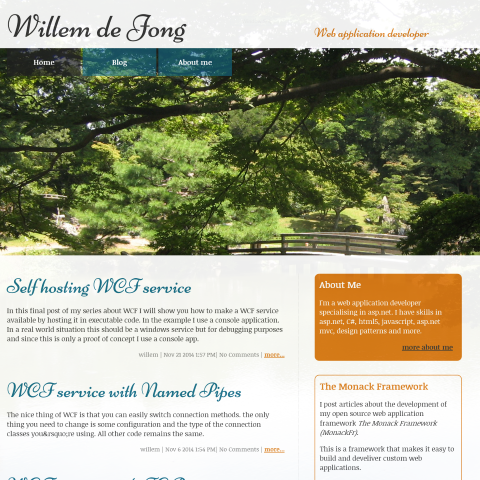 Willem de Jong
Web application developer
Home
Blog
About me
Self hosting WCF service
In this final post of my series about WCF I will show you how to make a WCF service
available by hosting it in executable code. In the example I use a console application.
In a real world situation this should be a windows service but for debugging purposes
and since this is only a proof of concept I use a console app.
willem | Nov 21 2014 1:57 PM| No Comments | more...
WCF service with Named Pipes
The nice thing of WCF is that you can easily switch connection methods. the only
thing you need to change is some configuration and the type of the connection
classes you&rsquo;re using. All other code remains the same.
willem | Nov 6 2014 1:54 PM| No Comments | more...
About Me
I'm a web application developer
specialising in asp.net. I have skills in
asp.net, C#, html5, javascript, asp.net
mvc, design patterns and more.
more about me
The Monack Framework
I post articles about the development of
my open source web application
framework The Monack Framework
(MonackFr).
This is a framework that makes it easy to
build and develiver custom web
applications.